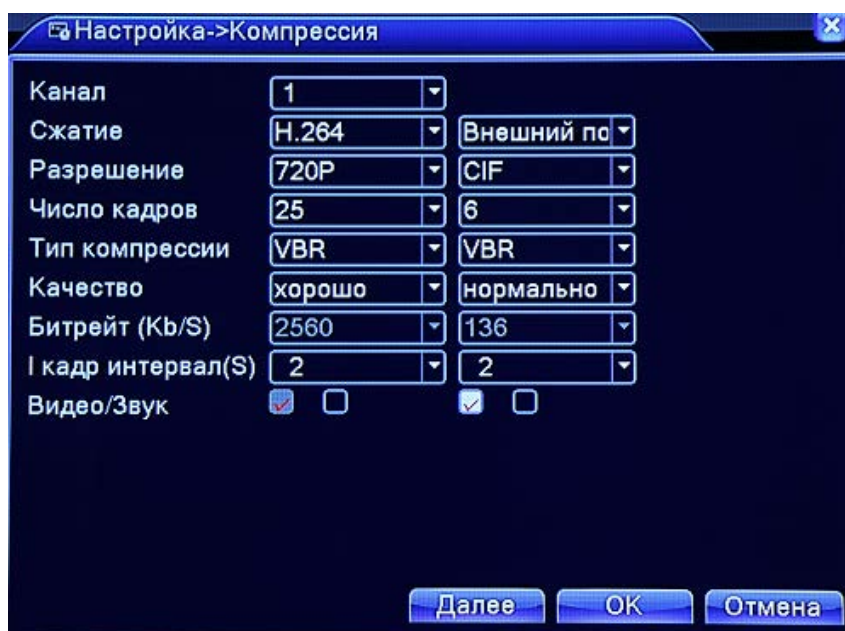 Настройка->Компрессия
Канал 1
Сжатие H.264 Внешний по
Разрешение 720P CIF
Число кадров 25 6
Тип компрессии VBR VBR
Качество хорошо нормально
Битрейт (Kb/S) 2560 136
I кадр интервал(S) 2 2
Видео/Звук
Далее OK Отмена